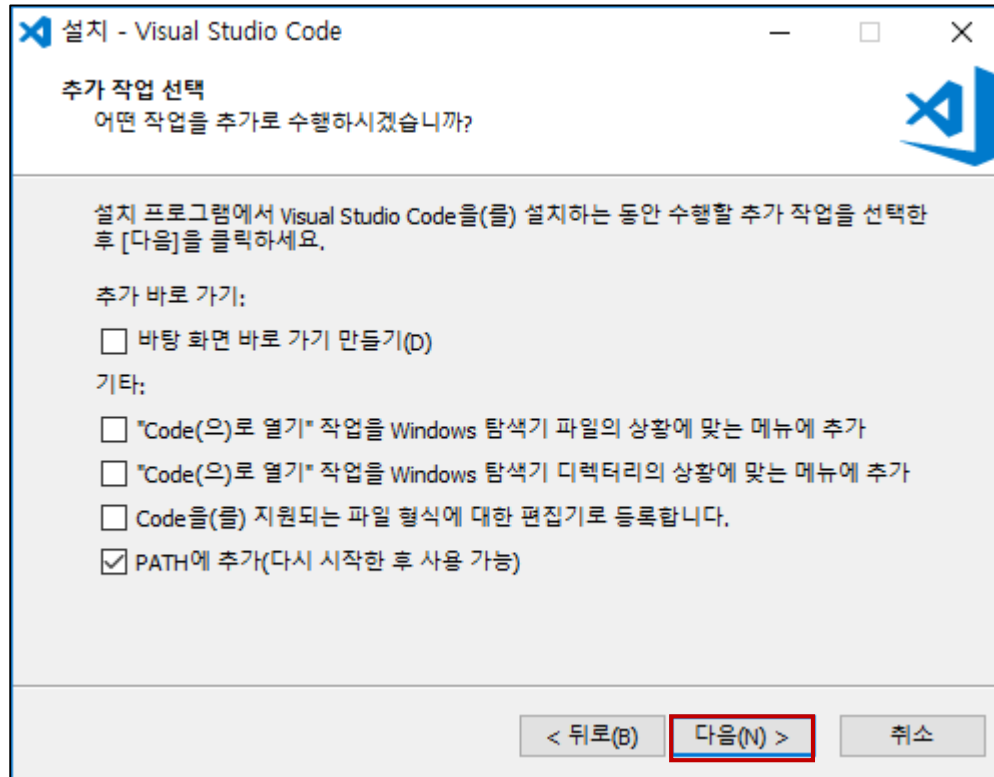 설치 - Visual Studio Code
추가 작업 선택
어떤 작업을 추가로 수행하시겠습니까?
설치 프로그램에서 Visual Studio Code을(를) 설치하는 동안 수행할 추가 작업을 선택한
후 [다음]을 클릭하세요.
추가 바로 가기:
바탕 화면 바로 가기 만들기(D)
기타:
"Code(으)로 열기" 작업을 Windows 탐색기 파일의 상황에 맞는 메뉴에 추가
"Code(으)로 열기" 작업을 Windows 탐색기 디렉터리의 상황에 맞는 메뉴에 추가
Code을(를) 지원되는 파일 형식에 대한 편집기로 등록합니다.
PATH에 추가(다시 시작한 후 사용 가능)
< 뒤로(B) 다음(N) > 취소